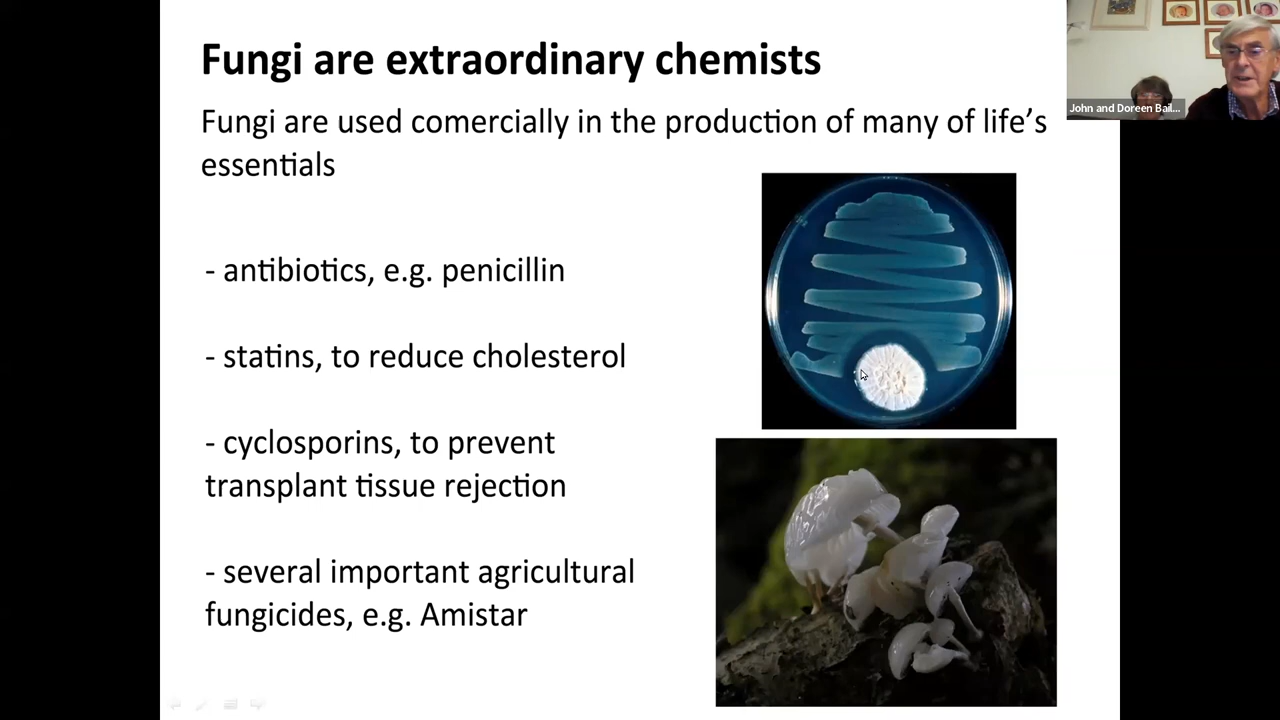 Fungi are extraordinary chemists
Fungi are used comercially in the production of many of life's
essentials
- antibiotics, e.g. penicillin
- statins, to reduce cholesterol
- cyclosporins, to prevent
transplant tissue rejection
- several important agricultural
fungicides, e.g. Amistar
John and Doreen Bail...